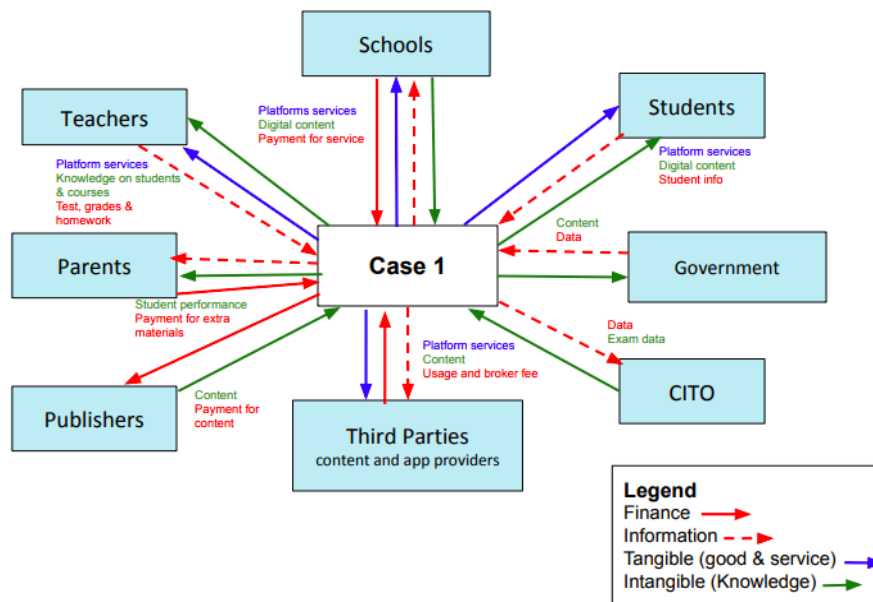 Schools
Platforms services
Digital content
Payment for service
Teachers
Platform services
Knowledge on students
& courses
Test, grades &
homework
Students
Platform services
Digital content
Student info
Case 1
Parents
Student performance
Payment for extra
materials
Content
Data
Government
Publishers
Content
Payment for
content
Platform services
Content
Usage and broker fee
Third Parties
content and app providers
Data
Exam data
CITO
Legend
Finance
Information
Tangible (good & service)
Intangible (Knowledge)